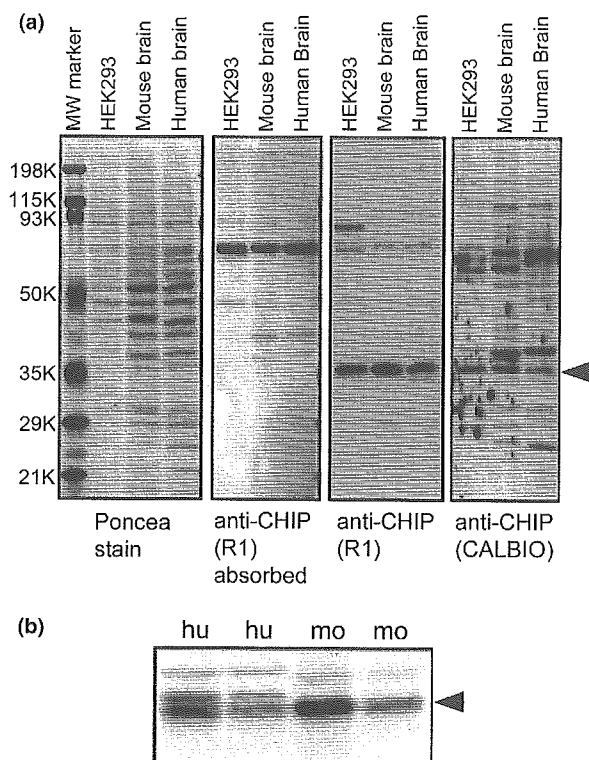 (a)
MW marker
HEK293
Mouse brain
Human brain
HEK293
Mouse brain
Human Brain
HEK293
Mouse brain
Human Brain
HEK293
Mouse brain
Human Brain
198K
115K
93K
50K
35K
29K
21K
Poncea
stain
anti-CHIP
(R1)
absorbed
anti-CHIP
(R1)
anti-CHIP
(CALBIO)
(b)
hu hu mo mo